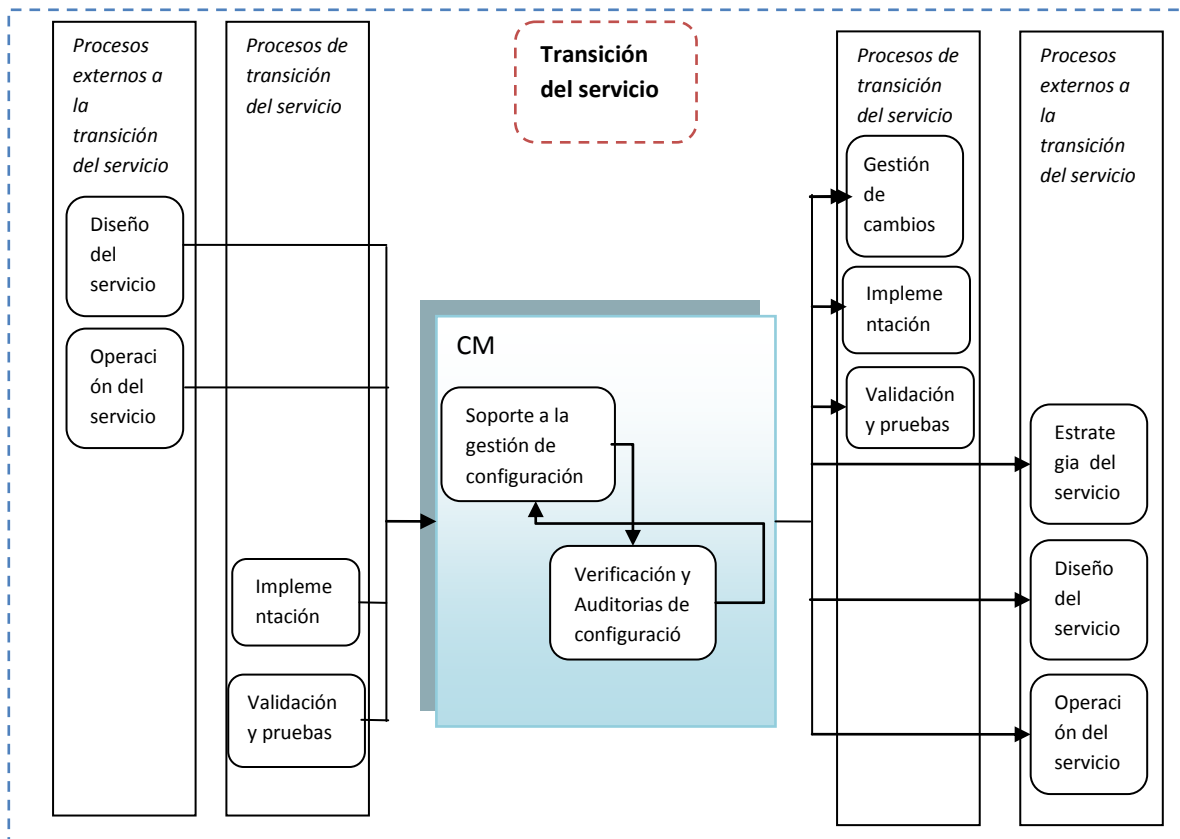 Procesos
externos a
la
transición
del servicio
Diseño
del
servicio
Operaci
ón del
servicio
Procesos de
transición
del servicio
Impleme
ntación
Validación
y pruebas
Transición
del servicio
CM
Soporte a la
gestión de
configuración
Verificación y
Auditorias de
configuració
Procesos de
transición
del servicio
Gestión
de
cambios
Impleme
ntación
Validación
y pruebas
Procesos
externos a
la
transición
del servicio
Estrate
gia del
servicio
Diseño
del
servicio
Operaci
ón del
servicio